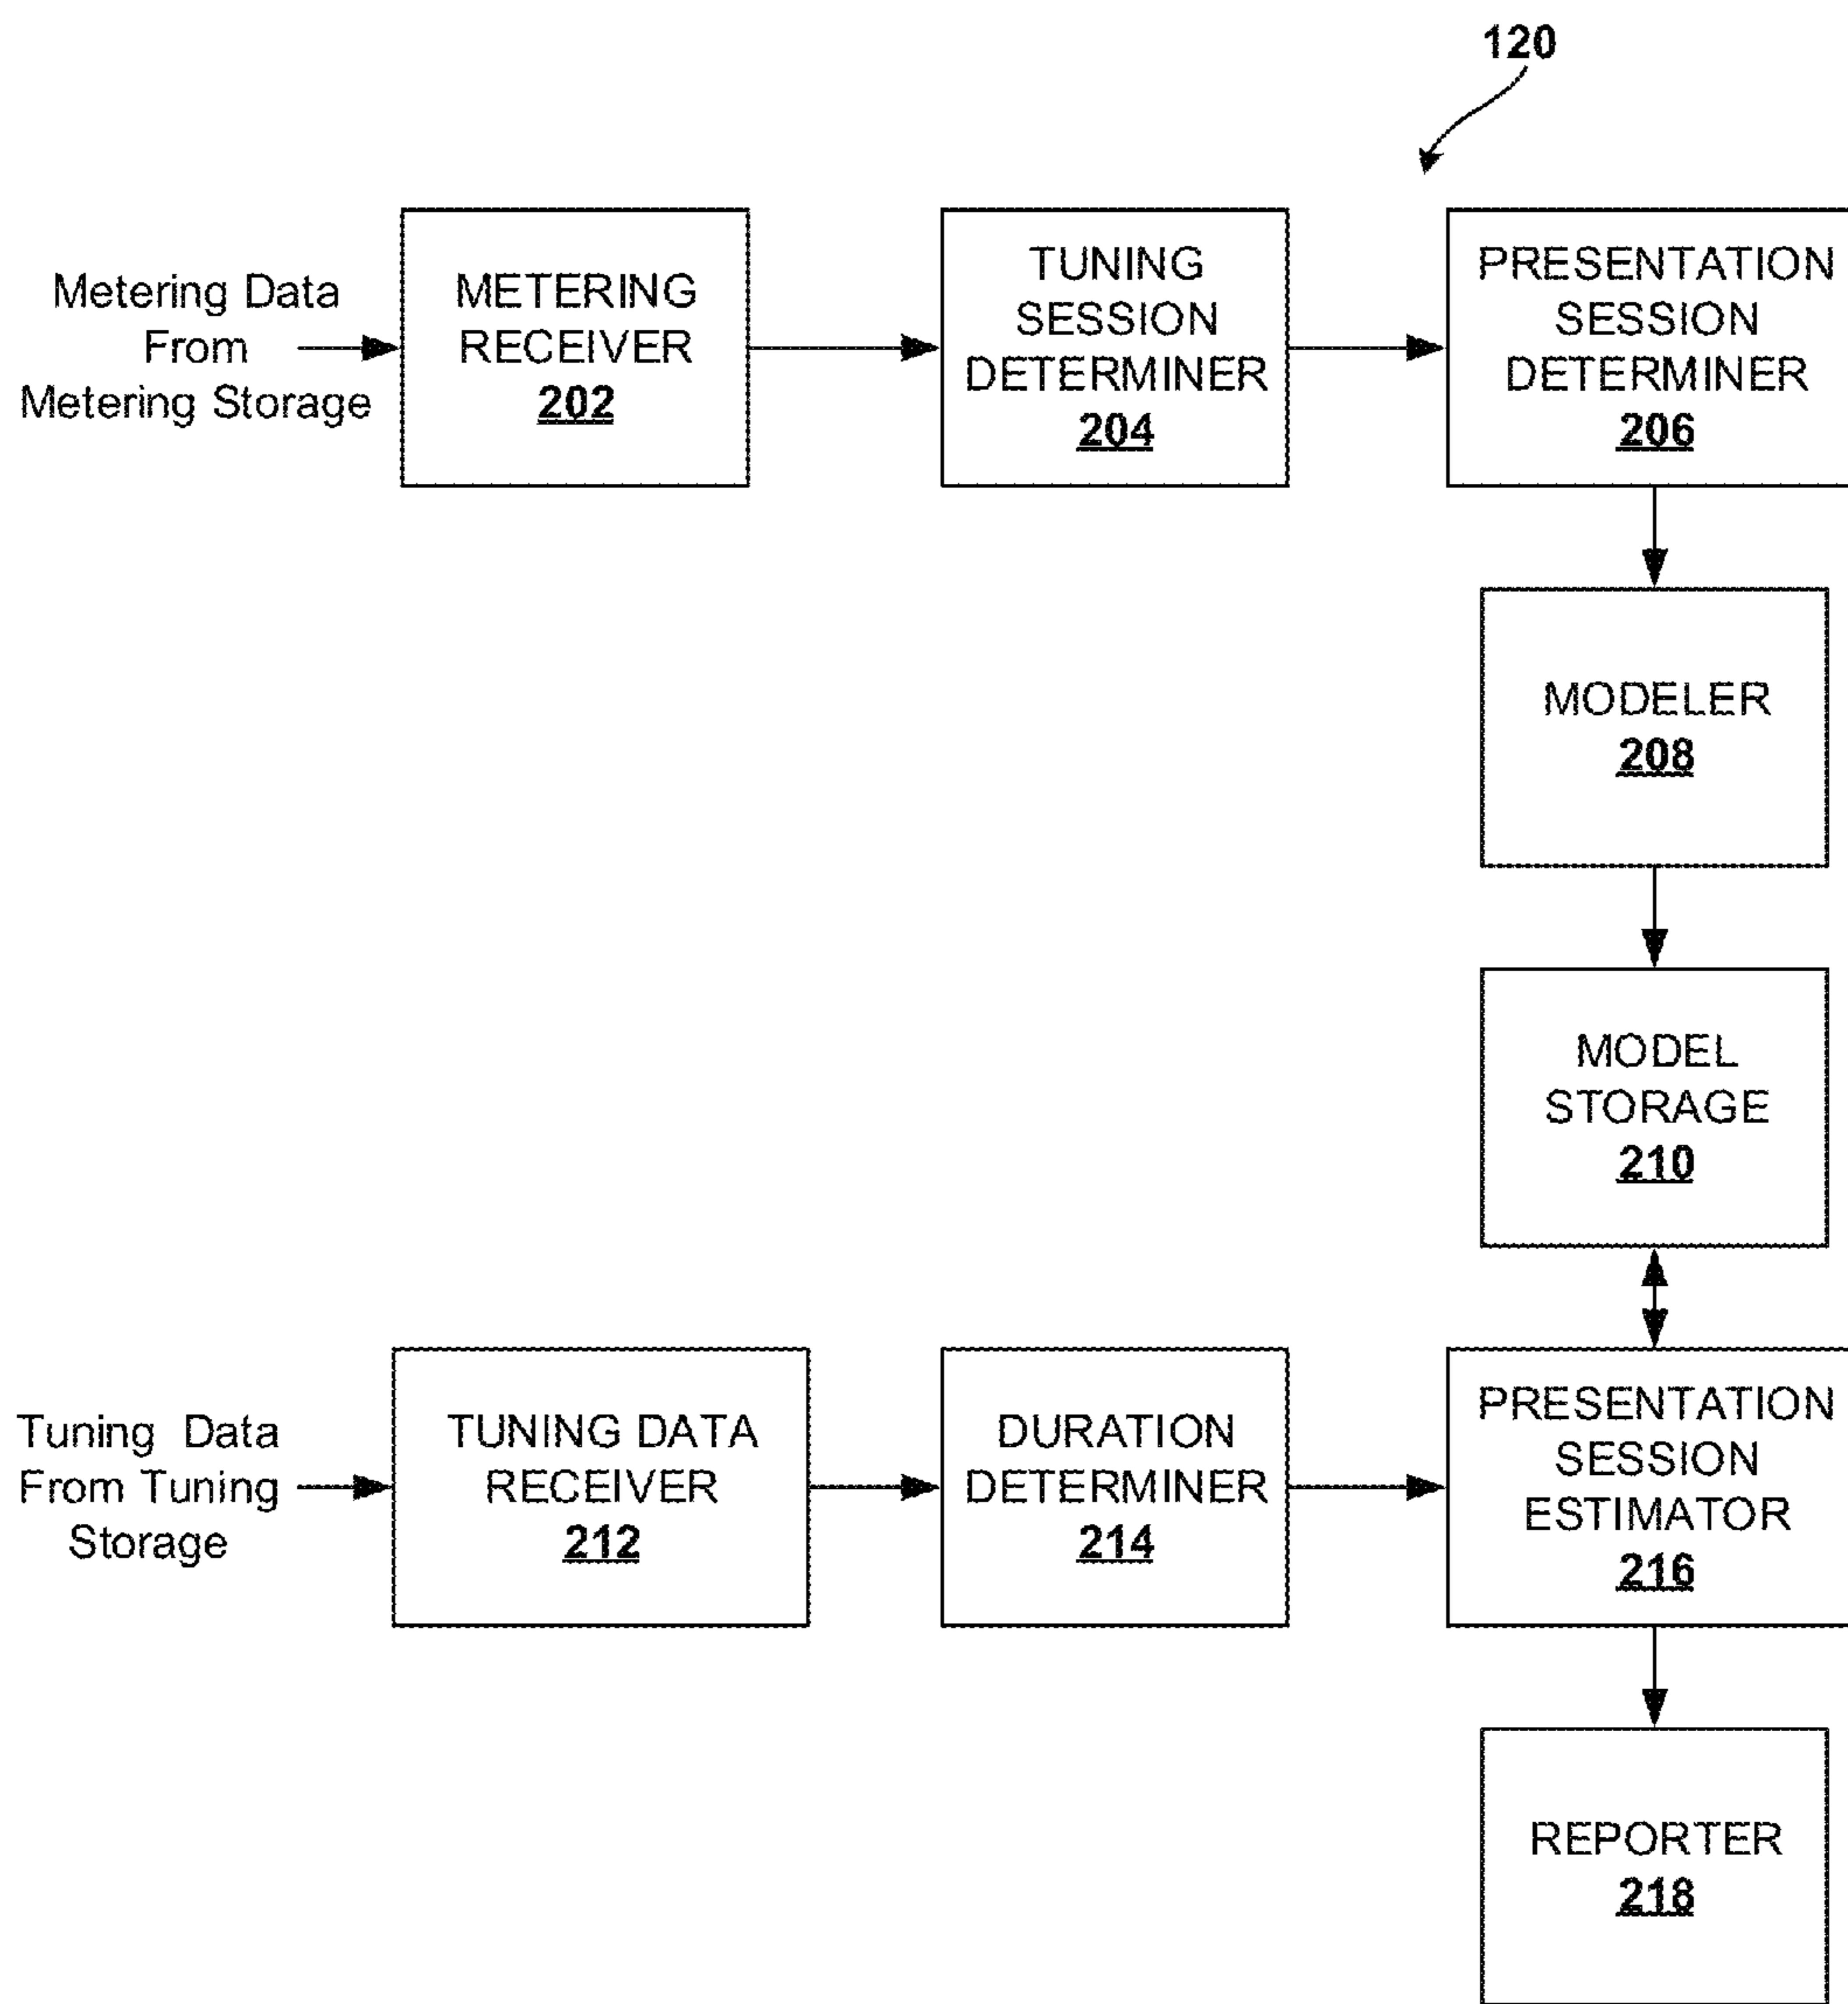 120
Metering Data
From
Metering Storage
METERING
RECEIVER
202
TUNING
SESSION
DETERMINER
204
PRESENTATION
SESSION
DETERMINER
206
MODELER
208
MODEL
STORAGE
210
Tuning Data
From Tuning
Storage
TUNING DATA
RECEIVER
212
DURATION
DETERMINER
214
PRESENTATION
SESSION
ESTIMATOR
216
REPORTER
218